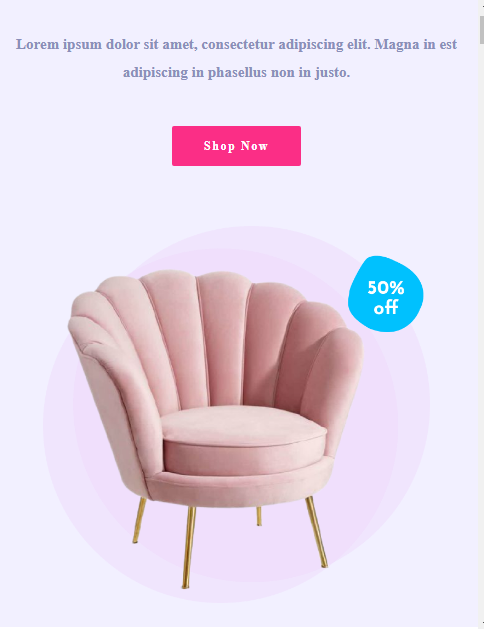 Lorem ipsum dolor sit amet, consectetur adipiscing elit. Magna in est
adipiscing in phasellus non in justo.
Shop Now
50%
off